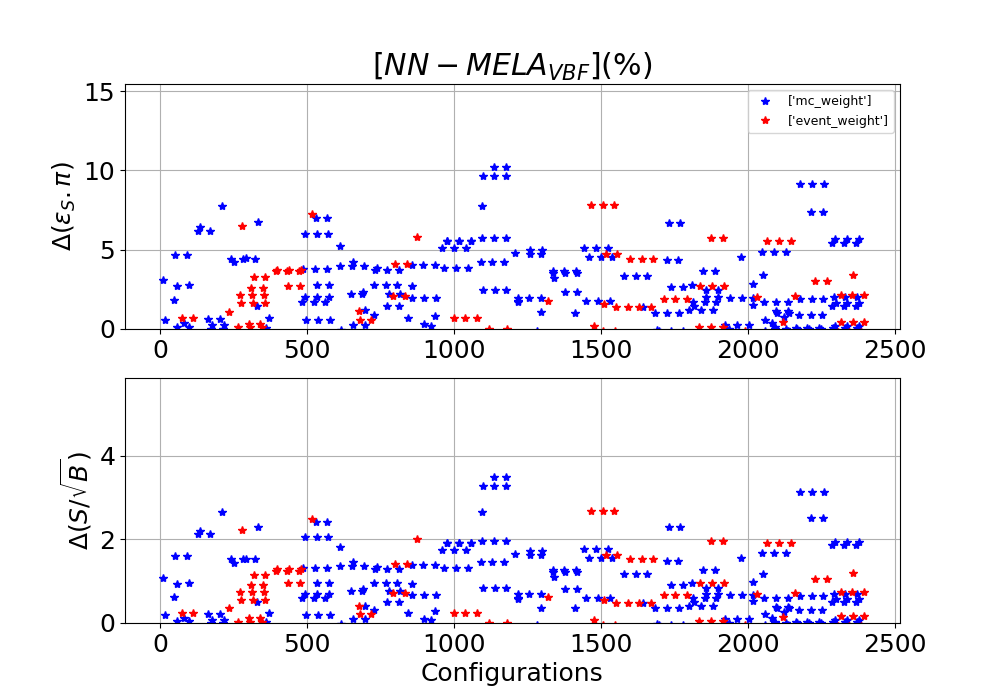 [NN − MELA_VBF](%)
15
10
5
0
Δ(ε_S.π)
['mc_weight']
['event_weight']
0 500 1000 1500 2000 2500
4
2
0
Δ(S/√B)
0 500 1000 1500 2000 2500
Configurations